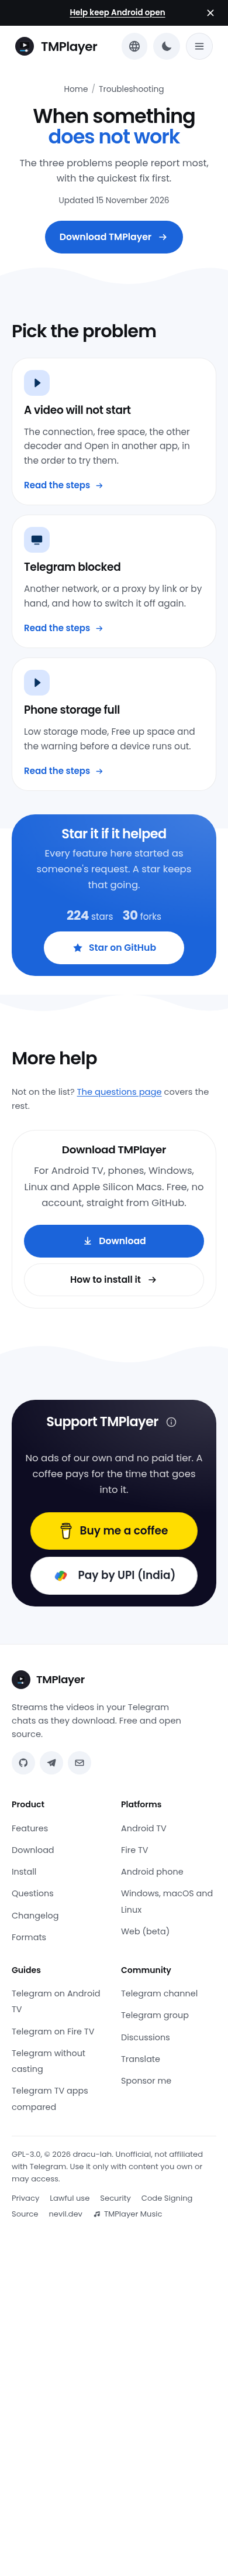 Help keep Android open
TMPlayer
Home / Troubleshooting
When something
does not work
The three problems people report most,
with the quickest fix first.
Updated 15 November 2026
Download TMPlayer
Pick the problem
A video will not start
The connection, free space, the other
decoder and Open in another app, in
the order to try them.
Read the steps
Telegram blocked
Another network, or a proxy by link or by
hand, and how to switch it off again.
Read the steps
Phone storage full
Low storage mode, Free up space and
the warning before a device runs out.
Read the steps
Star it if it helped
Every feature here started as
someone's request. A star keeps
that going.
224 stars 30 forks
Star on GitHub
More help
Not on the list? The questions page covers the
rest.
Download TMPlayer
For Android TV, phones, Windows,
Linux and Apple Silicon Macs. Free, no
account, straight from GitHub.
Download
How to install it
Support TMPlayer
No ads of our own and no paid tier. A
coffee pays for the time that goes
into it.
Buy me a coffee
Pay by UPI (India)
TMPlayer
Streams the videos in your Telegram
chats as they download. Free and open
source.
Product
Features
Download
Install
Questions
Changelog
Formats
Platforms
Android TV
Fire TV
Android phone
Windows, macOS and
Linux
Web (beta)
Guides
Telegram on Android
TV
Telegram on Fire TV
Telegram without
casting
Telegram TV apps
compared
Community
Telegram channel
Telegram group
Discussions
Translate
Sponsor me
GPL-3.0, © 2026 dracu-lah. Unofficial, not affiliated
with Telegram. Use it only with content you own or
may access.
Privacy Lawful use Security Code Signing
Source nevil.dev TMPlayer Music